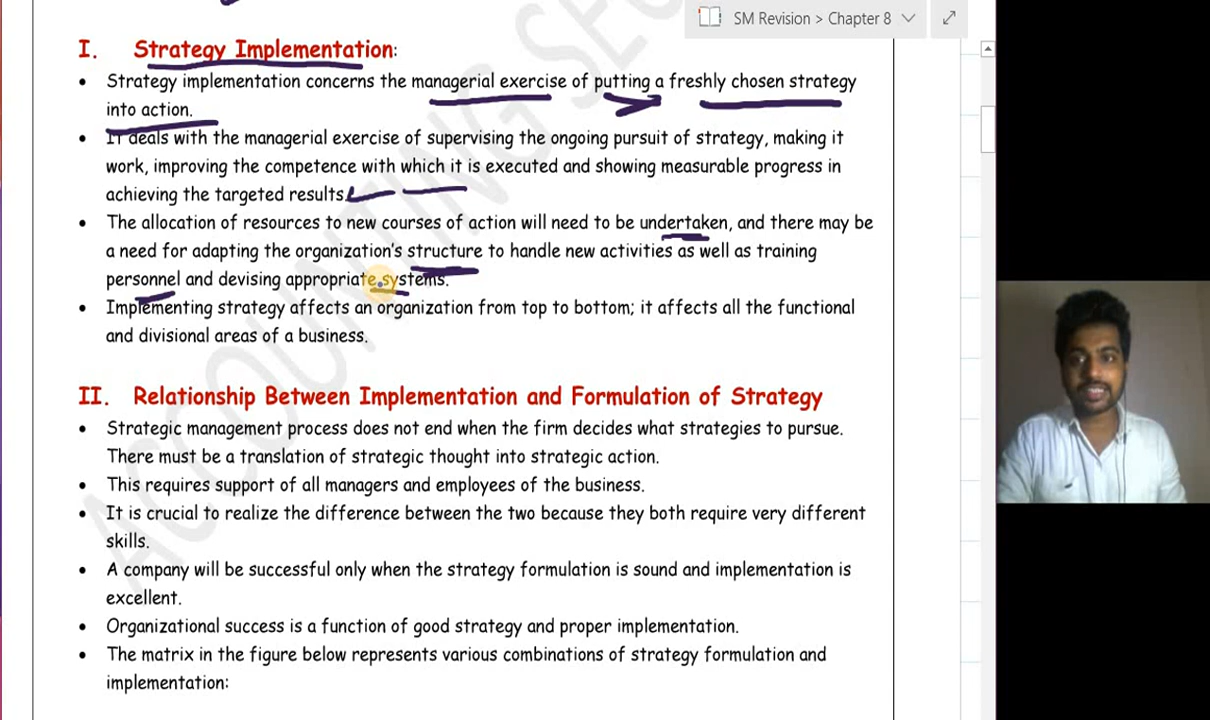 SM Revision > Chapter 8
I. Strategy Implementation:
• Strategy implementation concerns the managerial exercise of putting a freshly chosen strategy
into action.
• It deals with the managerial exercise of supervising the ongoing pursuit of strategy, making it
work, improving the competence with which it is executed and showing measurable progress in
achieving the targeted results.
• The allocation of resources to new courses of action will need to be undertaken, and there may be
a need for adapting the organization's structure to handle new activities as well as training
personnel and devising appropriate systems.
• Implementing strategy affects an organization from top to bottom; it affects all the functional
and divisional areas of a business.
II. Relationship Between Implementation and Formulation of Strategy
• Strategic management process does not end when the firm decides what strategies to pursue.
There must be a translation of strategic thought into strategic action.
• This requires support of all managers and employees of the business.
• It is crucial to realize the difference between the two because they both require very different
skills.
• A company will be successful only when the strategy formulation is sound and implementation is
excellent.
• Organizational success is a function of good strategy and proper implementation.
• The matrix in the figure below represents various combinations of strategy formulation and
implementation:
ACCOUNTING SE